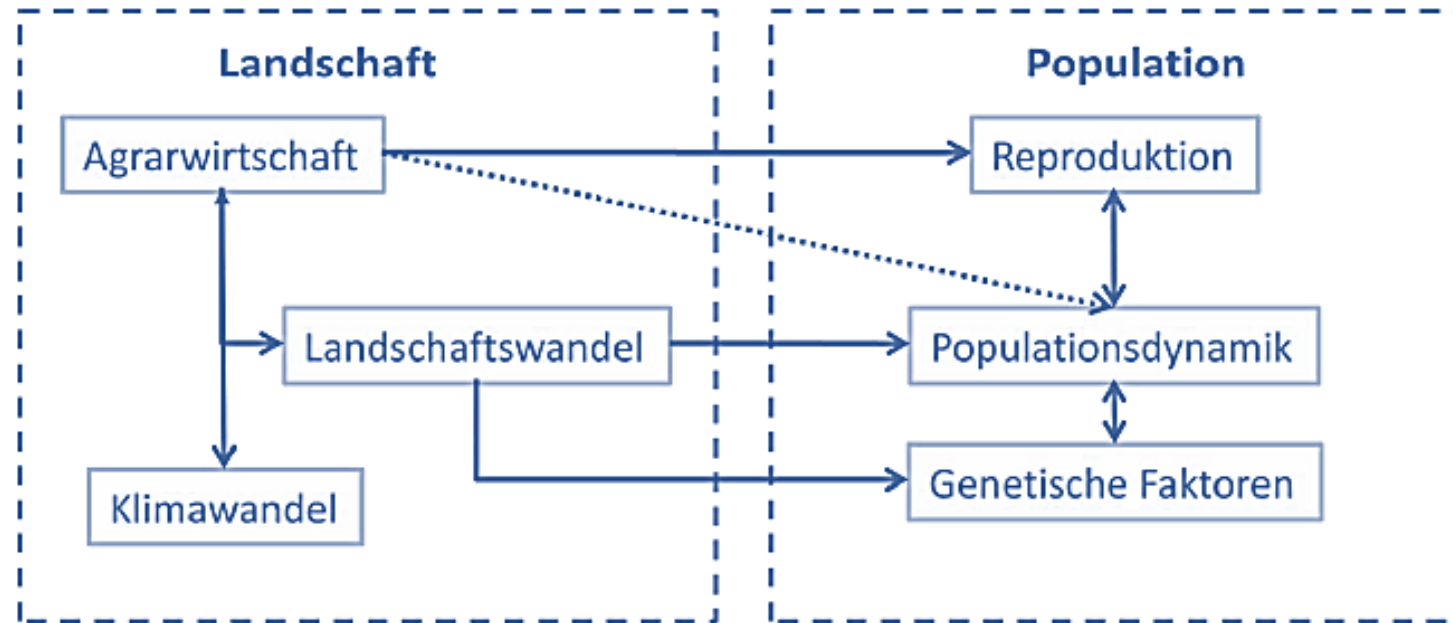 Landschaft
Population
Agrarwirtschaft
Reproduktion
Landschaftswandel
Populationsdynamik
Klimawandel
Genetische Faktoren